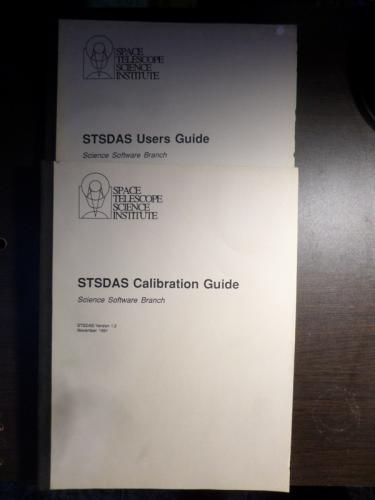 SPACE
TELESCOPE
SCIENCE
INSTITUTE
STSDAS Users Guide
Science Software Branch
SPACE
TELESCOPE
SCIENCE
INSTITUTE
STSDAS Calibration Guide
Science Software Branch
STSDAS Version 1.2
November 1991